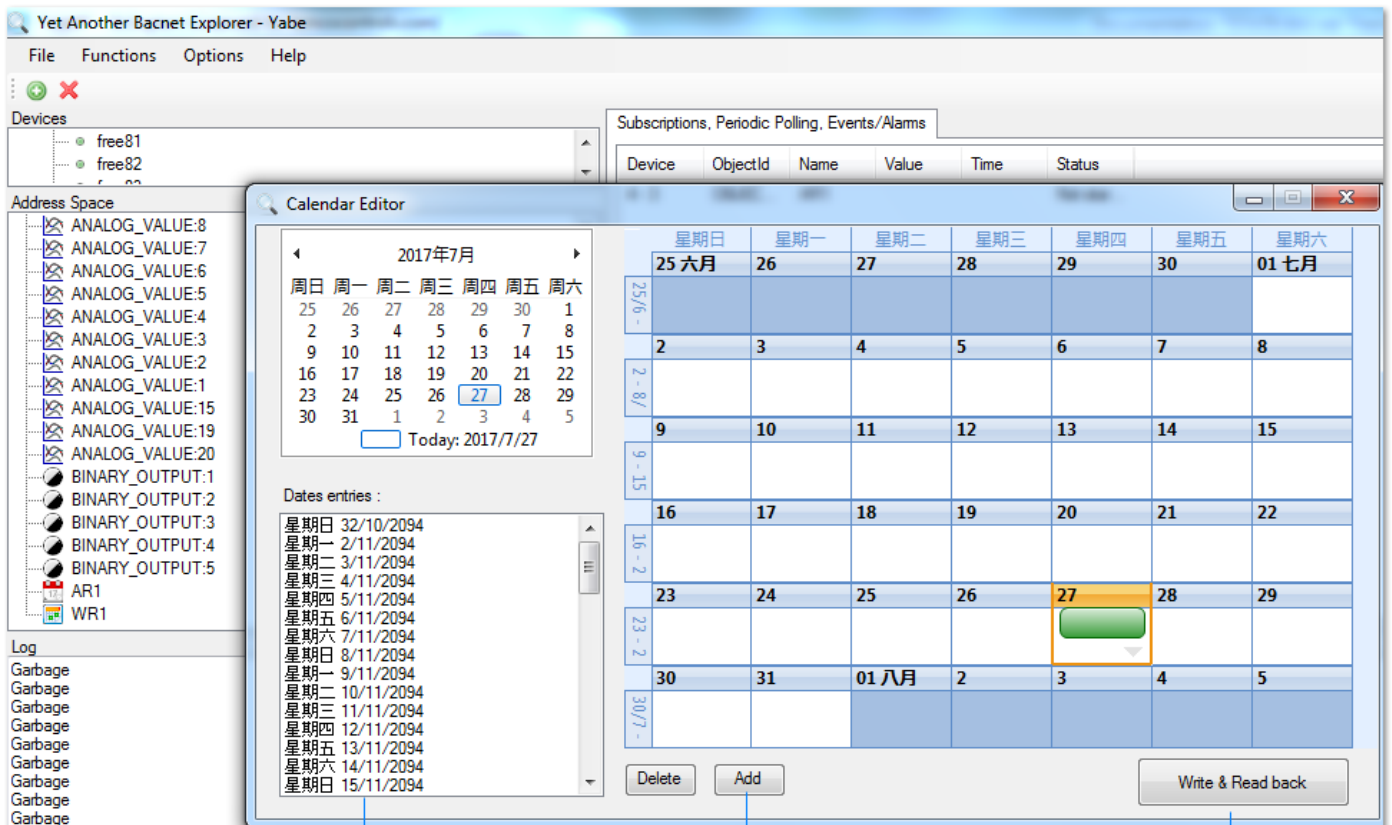 Yet Another Bacnet Explorer - Yabe
File Functions Options Help
Devices
free81
free82
Subscriptions, Periodic Polling, Events/Alarms
Device ObjectId Name Value Time Status
Address Space
ANALOG_VALUE:8
ANALOG_VALUE:7
ANALOG_VALUE:6
ANALOG_VALUE:5
ANALOG_VALUE:4
ANALOG_VALUE:3
ANALOG_VALUE:2
ANALOG_VALUE:1
ANALOG_VALUE:15
ANALOG_VALUE:19
ANALOG_VALUE:20
BINARY_OUTPUT:1
BINARY_OUTPUT:2
BINARY_OUTPUT:3
BINARY_OUTPUT:4
BINARY_OUTPUT:5
AR1
WR1
Log
Garbage
Garbage
Garbage
Garbage
Garbage
Garbage
Garbage
Garbage
Garbage
Calendar Editor
2017年7月
周日 周一 周二 周三 周四 周五 周六
25 26 27 28 29 30 1
2 3 4 5 6 7 8
9 10 11 12 13 14 15
16 17 18 19 20 21 22
23 24 25 26 27 28 29
30 31 1 2 3 4 5
Today: 2017/7/27
Dates entries :
星期日 32/10/2094
星期一 2/11/2094
星期二 3/11/2094
星期三 4/11/2094
星期四 5/11/2094
星期五 6/11/2094
星期六 7/11/2094
星期日 8/11/2094
星期一 9/11/2094
星期二 10/11/2094
星期三 11/11/2094
星期四 12/11/2094
星期五 13/11/2094
星期六 14/11/2094
星期日 15/11/2094
星期日 星期一 星期二 星期三 星期四 星期五 星期六
25 六月 26 27 28 29 30 01 七月
25/6 -
2 3 4 5 6 7 8
2 - 8/
9 10 11 12 13 14 15
9 - 15
16 17 18 19 20 21 22
16 - 2
23 24 25 26 27 28 29
23 - 2
30 31 01 八月 2 3 4 5
30/7 -
Delete Add Write & Read back